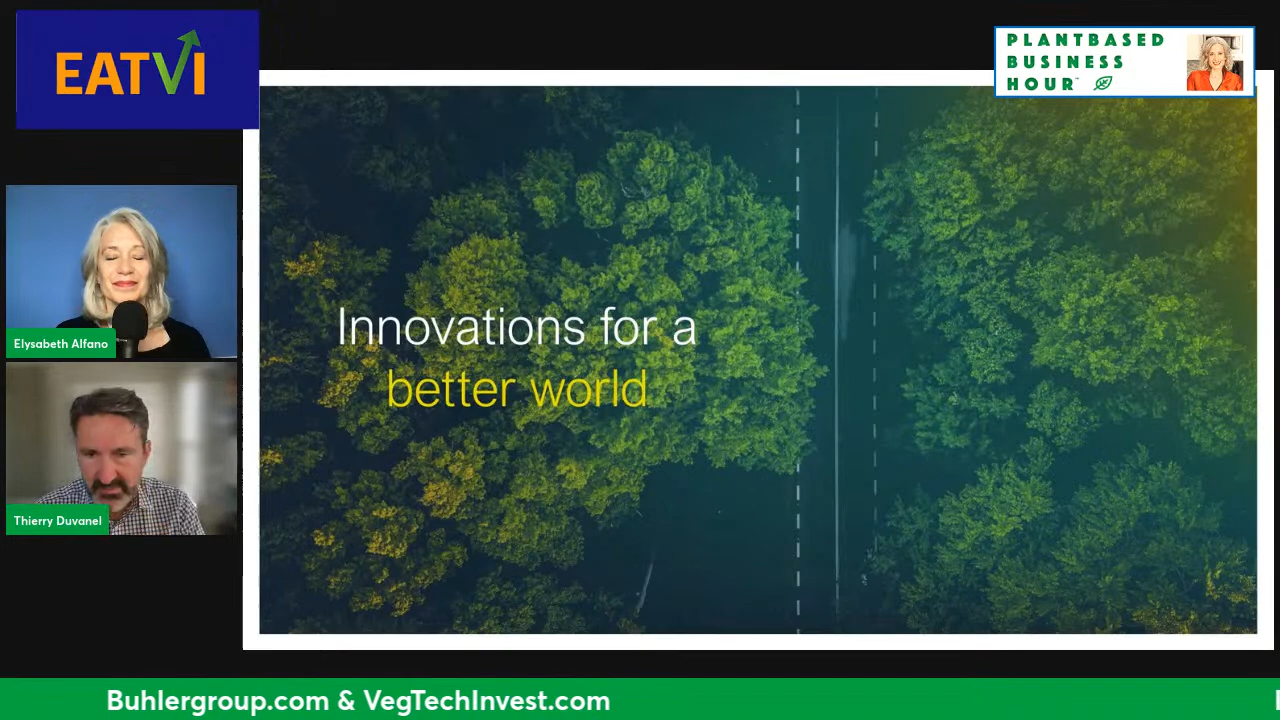 EATVI
PLANTBASED
BUSINESS
HOUR
Elysabeth Alfano
Thierry Duvanel
Innovations for a
better world
Buhlergroup.com & VegTechInvest.com